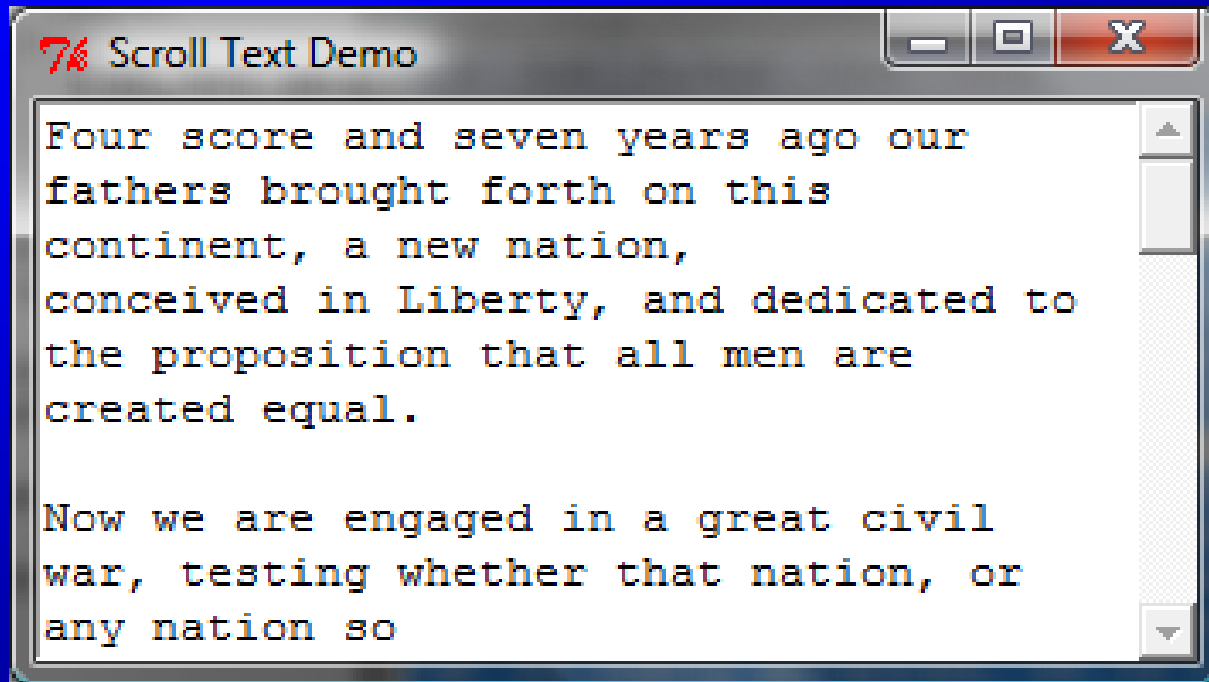 Scroll Text Demo
Four score and seven years ago our
fathers brought forth on this
continent, a new nation,
conceived in Liberty, and dedicated to
the proposition that all men are
created equal.
Now we are engaged in a great civil
war, testing whether that nation, or
any nation so